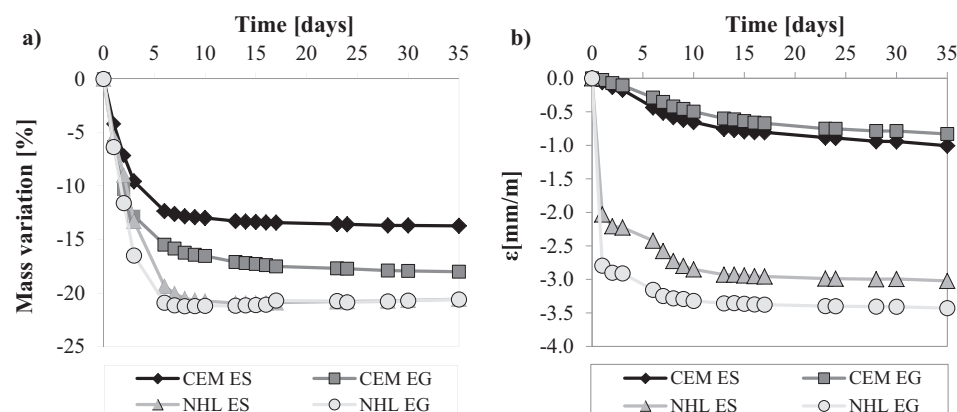 a)
Time [days]
0 5 10 15 20 25 30 35
0
-5
-10
-15
-20
-25
Mass variation [%]
CEM ES
CEM EG
NHL ES
NHL EG
b)
Time [days]
0 5 10 15 20 25 30 35
0.0
-0.5
-1.0
-1.5
-2.0
-2.5
-3.0
-3.5
-4.0
ε[mm/m]
CEM ES
CEM EG
NHL ES
NHL EG